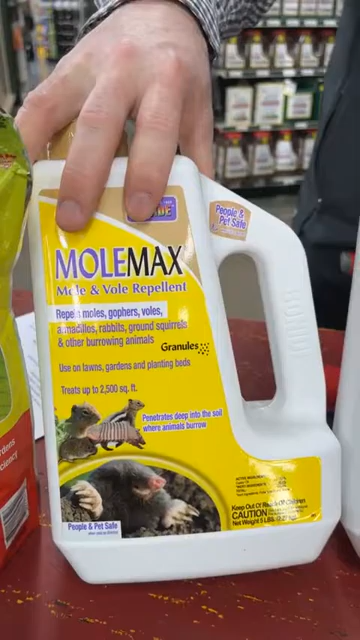 People & Pet Safe
MOLEMAX
Mole & Vole Repellent
Repels moles, gophers, voles,
armadillos, rabbits, ground squirrels
& other burrowing animals
Granules
Use on lawns, gardens and planting beds
Treats up to 2,500 sq. ft.
Penetrates deep into the soil
where animals burrow
People & Pet Safe
Keep Out Of Reach Of Children
CAUTION
Net Weight 5 LBS.